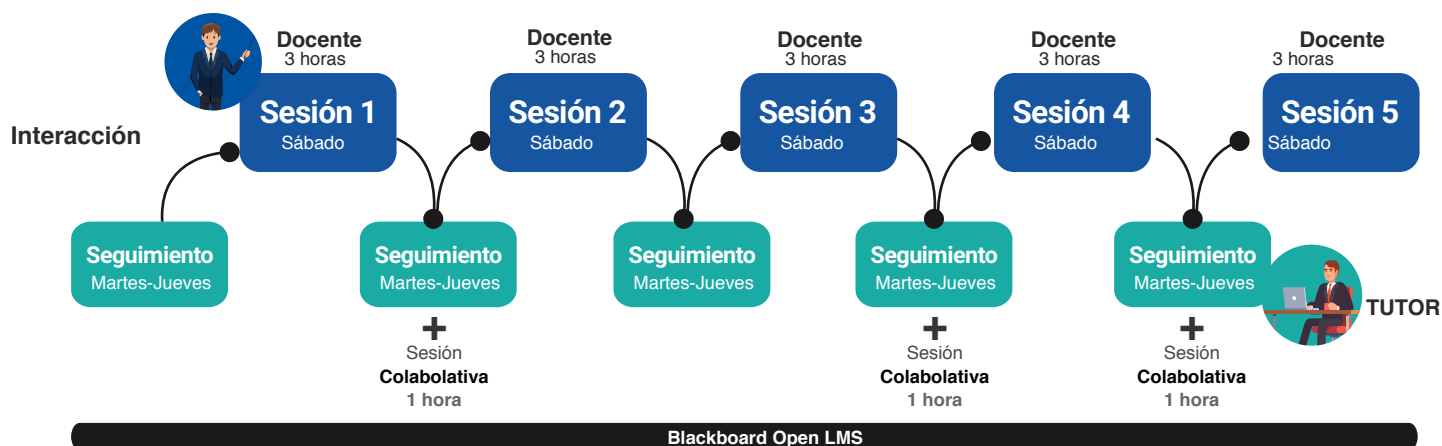 Docente
3 horas
Docente
3 horas
Docente
3 horas
Docente
3 horas
Docente
3 horas
Interacción
Sesión 1
Sábado
Sesión 2
Sábado
Sesión 3
Sábado
Sesión 4
Sábado
Sesión 5
Sábado
Seguimiento
Martes-Jueves
Seguimiento
Martes-Jueves
Seguimiento
Martes-Jueves
Seguimiento
Martes-Jueves
Seguimiento
Martes-Jueves
TUTOR
+
Sesión
Colabolativa
1 hora
+
Sesión
Colabolativa
1 hora
+
Sesión
Colabolativa
1 hora
Blackboard Open LMS